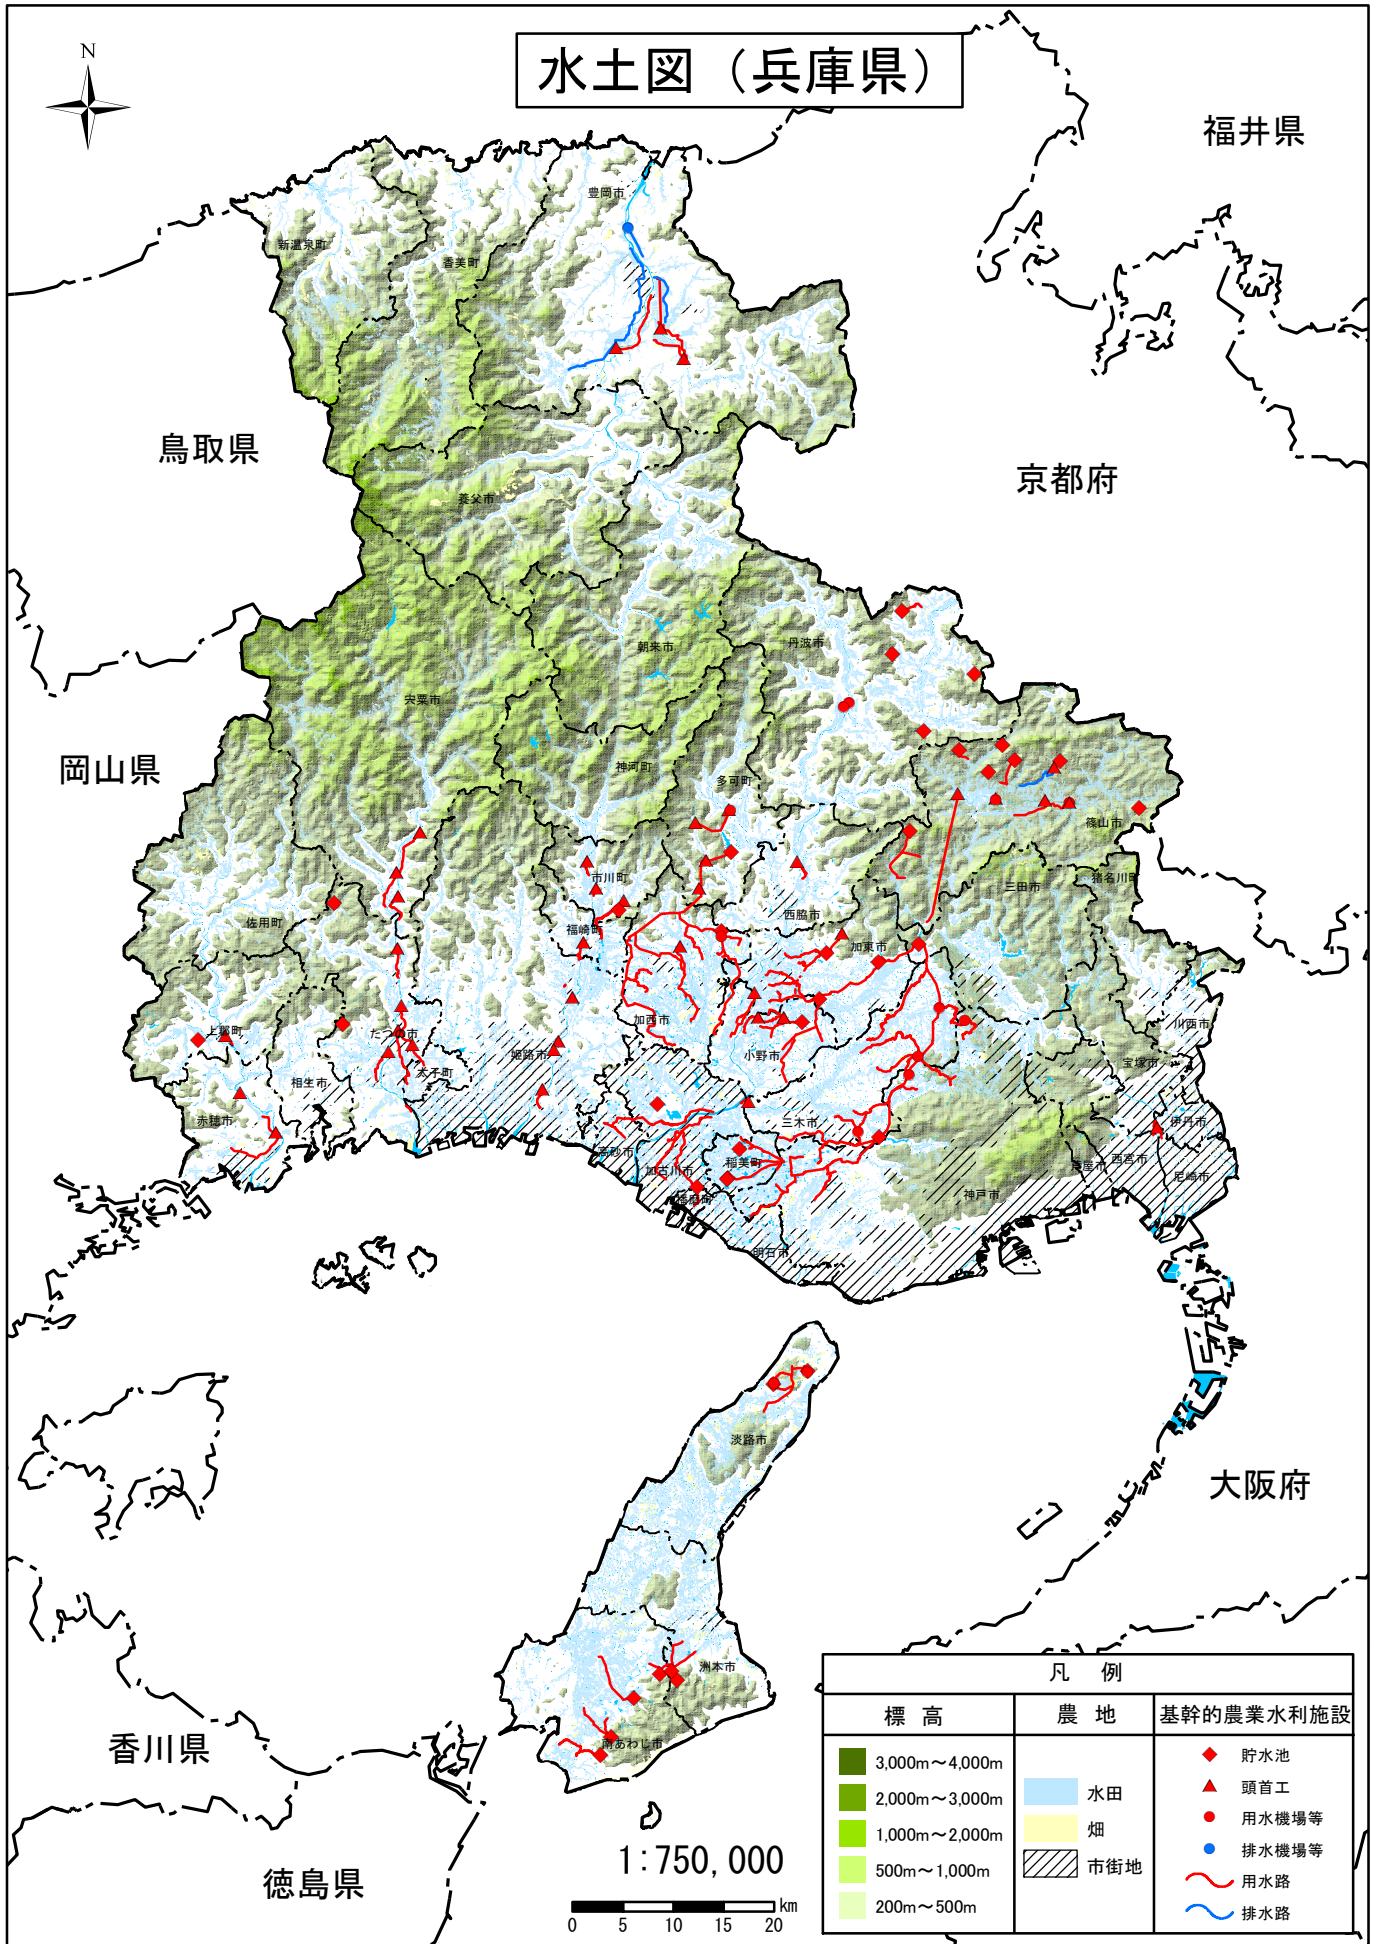 水土図（兵庫県）
N
福井県
鳥取県
京都府
岡山県
大阪府
香川県
徳島県
豊岡市
新温泉町
香美町
養父市
朝来市
丹波市
宍粟市
神河町
多可町
篠山市
市川町
三田市
猪名川町
佐用町
西脇市
福崎町
加東市
加西市
上郡町
たつの市
姫路市
小野市
川西市
太子町
相生市
宝塚市
赤穂市
三木市
伊丹市
高砂市
加古川市
稲美町
芦屋市
西宮市
尼崎市
播磨町
神戸市
明石市
淡路市
洲本市
南あわじ市
1:750,000
km
0 5 10 15 20
凡 例
標 高
農 地
基幹的農業水利施設
3,000m～4,000m
2,000m～3,000m
1,000m～2,000m
500m～1,000m
200m～500m
水田
畑
市街地
貯水池
頭首工
用水機場等
排水機場等
用水路
排水路